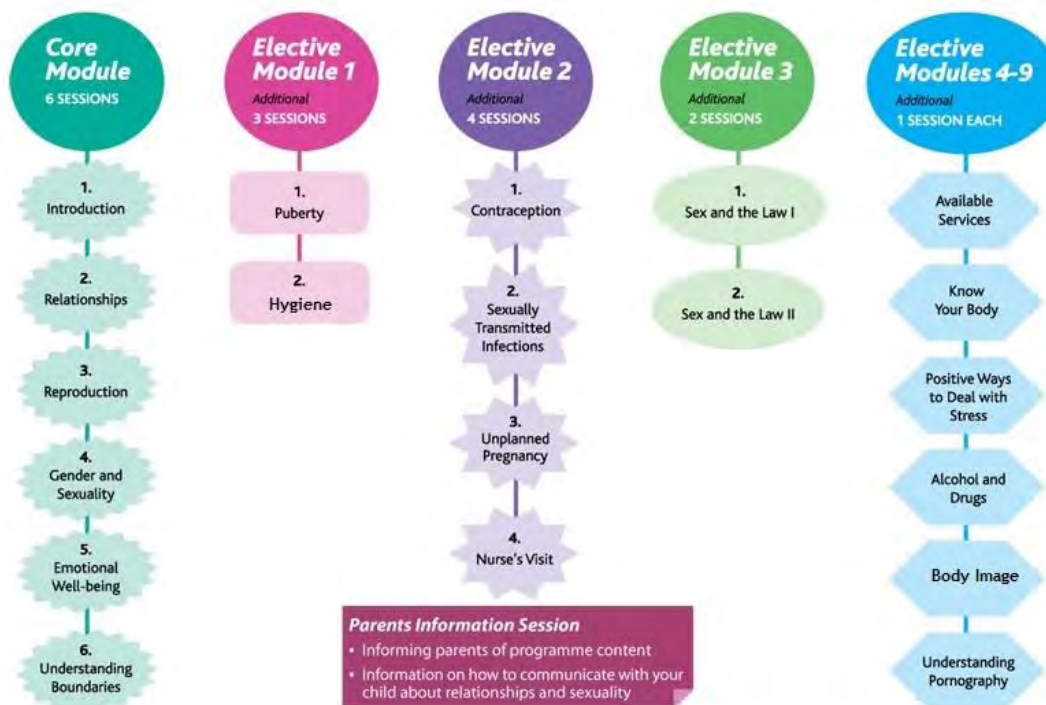 Core
Module
6 SESSIONS
1.
Introduction
2.
Relationships
3.
Reproduction
4.
Gender and
Sexuality
5.
Emotional
Well-being
6.
Understanding
Boundaries
Elective
Module 1
Additional
3 SESSIONS
1.
Puberty
2.
Hygiene
Elective
Module 2
Additional
4 SESSIONS
1.
Contraception
2.
Sexually
Transmitted
Infections
3.
Unplanned
Pregnancy
4.
Nurse's Visit
Elective
Module 3
Additional
2 SESSIONS
1.
Sex and the Law I
2.
Sex and the Law II
Elective
Modules 4-9
Additional
1 SESSION EACH
Available
Services
Know
Your Body
Positive Ways
to Deal with
Stress
Alcohol and
Drugs
Body Image
Understanding
Pornography
Parents Information Session
• Informing parents of programme content
• Information on how to communicate with your
child about relationships and sexuality